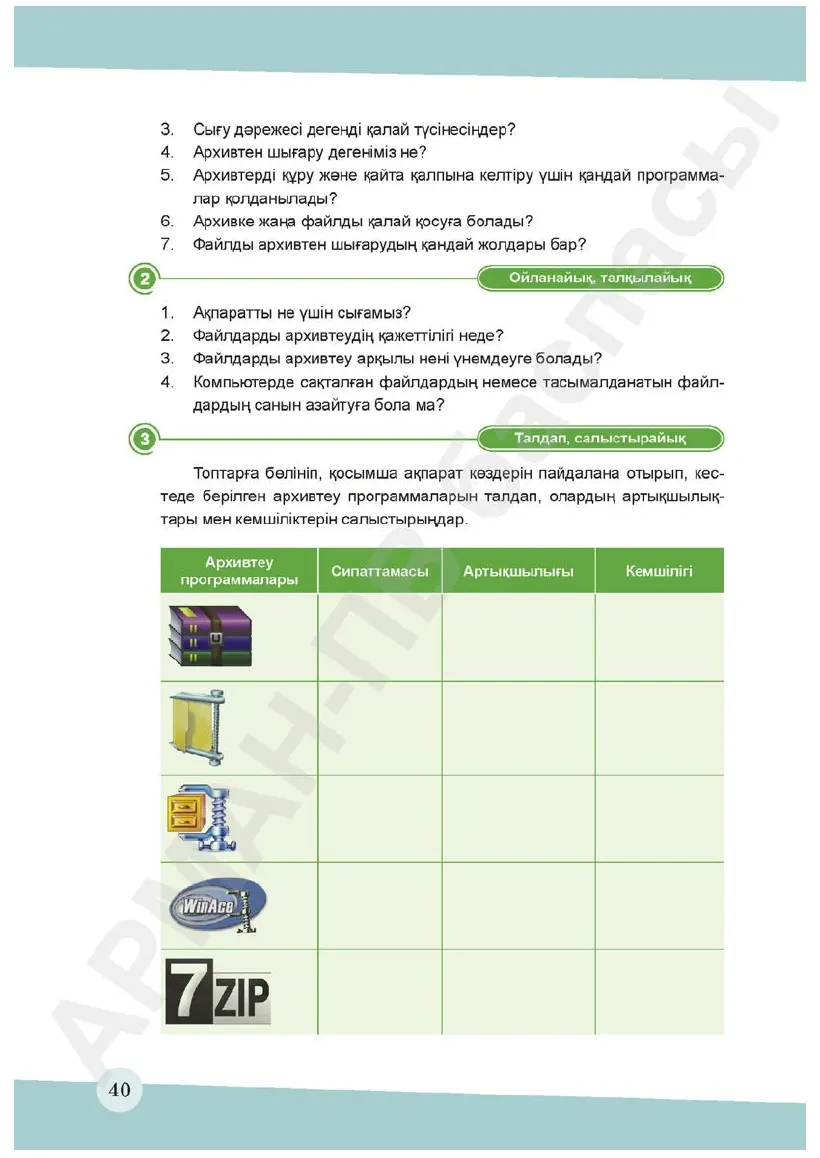 3. Сығу дәрежесі дегенді қалай түсінесіңдер?
4. Архивтен шығару дегеніміз не?
5. Архивтерді құру және қайта қалпына келтіру үшін қандай программа-
лар қолданылады?
6. Архивке жаңа файлды қалай қосуға болады?
7. Файлды архивтен шығарудың қандай жолдары бар?
2 Ойланайық, талқылайық
1. Ақпаратты не үшін сығамыз?
2. Файлдарды архивтеудің қажеттілігі неде?
3. Файлдарды архивтеу арқылы нені үнемдеуге болады?
4. Компьютерде сақталған файлдардың немесе тасымалданатын файл-
дардың санын азайтуға бола ма?
3 Талдап, салыстырайық
Топтарға бөлініп, қосымша ақпарат көздерін пайдалана отырып, кес-
теде берілген архивтеу программаларын талдап, олардың артықшылық-
тары мен кемшіліктерін салыстырыңдар.
Архивтеу
программалары
Сипаттамасы
Артықшылығы
Кемшілігі
WinAce
7ZIP
40
АРМАН-ПВ баспасы